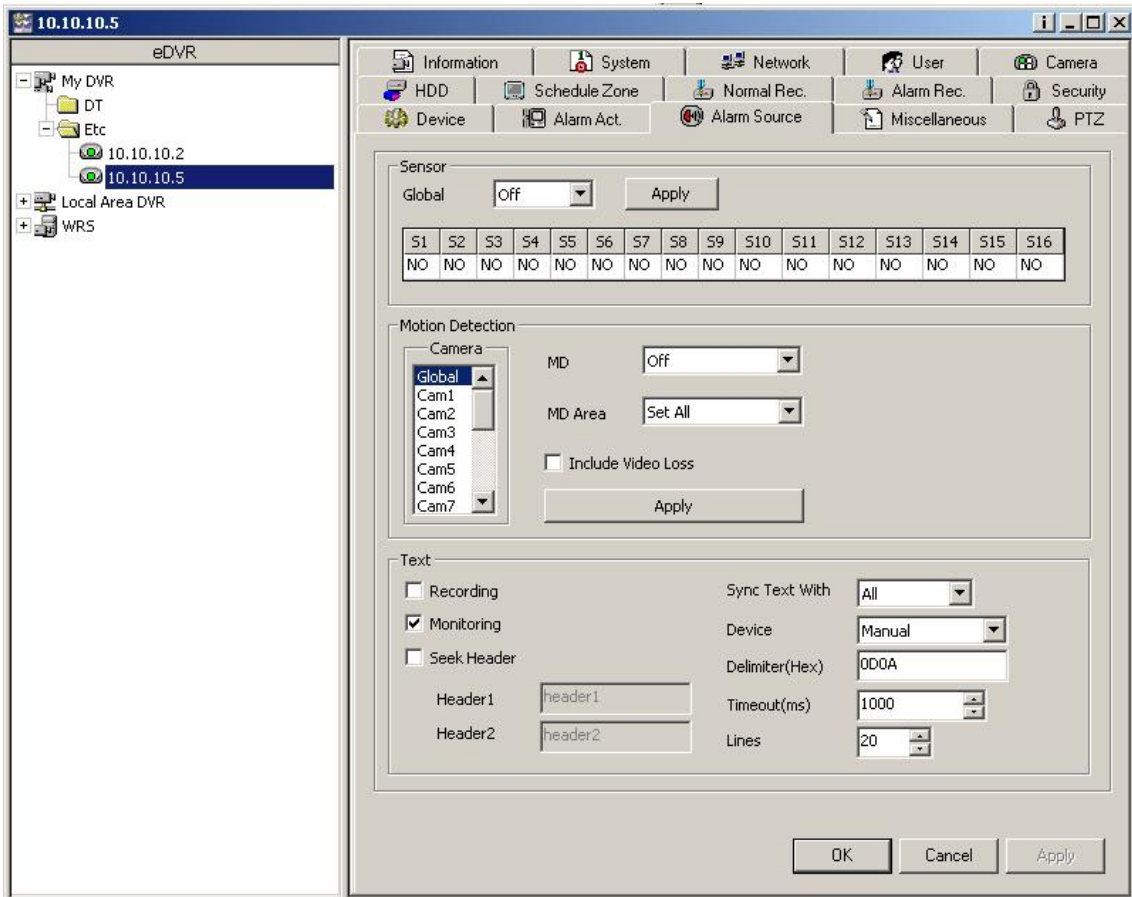 10.10.10.5
eDVR
My DVR
DT
Etc
10.10.10.2
10.10.10.5
Local Area DVR
WRS
Information System Network User Camera
HDD Schedule Zone Normal Rec. Alarm Rec. Security
Device Alarm Act. Alarm Source Miscellaneous PTZ
Sensor
Global Off Apply
S1 S2 S3 S4 S5 S6 S7 S8 S9 S10 S11 S12 S13 S14 S15 S16
NO NO NO NO NO NO NO NO NO NO NO NO NO NO NO NO
Motion Detection
Camera
Global
Cam1
Cam2
Cam3
Cam4
Cam5
Cam6
Cam7
MD Off
MD Area Set All
Include Video Loss
Apply
Text
Recording
Monitoring
Seek Header
Header1 header1
Header2 header2
Sync Text With All
Device Manual
Delimiter(Hex) 0D0A
Timeout(ms) 1000
Lines 20
OK Cancel Apply